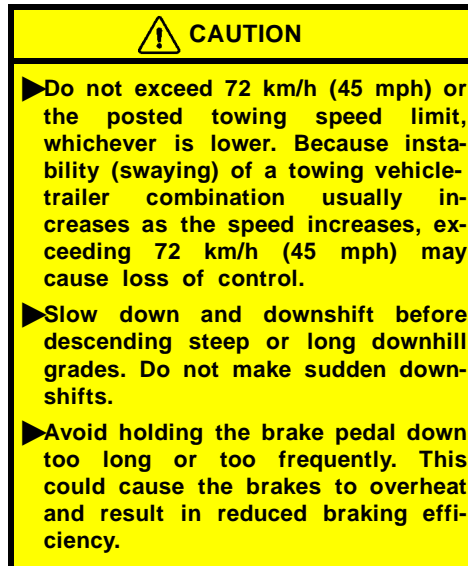 CAUTION
Do not exceed 72 km/h (45 mph) or
the posted towing speed limit,
whichever is lower. Because insta-
bility (swaying) of a towing vehicle-
trailer combination usually in-
creases as the speed increases, ex-
ceeding 72 km/h (45 mph) may
cause loss of control.
Slow down and downshift before
descending steep or long downhill
grades. Do not make sudden down-
shifts.
Avoid holding the brake pedal down
too long or too frequently. This
could cause the brakes to overheat
and result in reduced braking effi-
ciency.